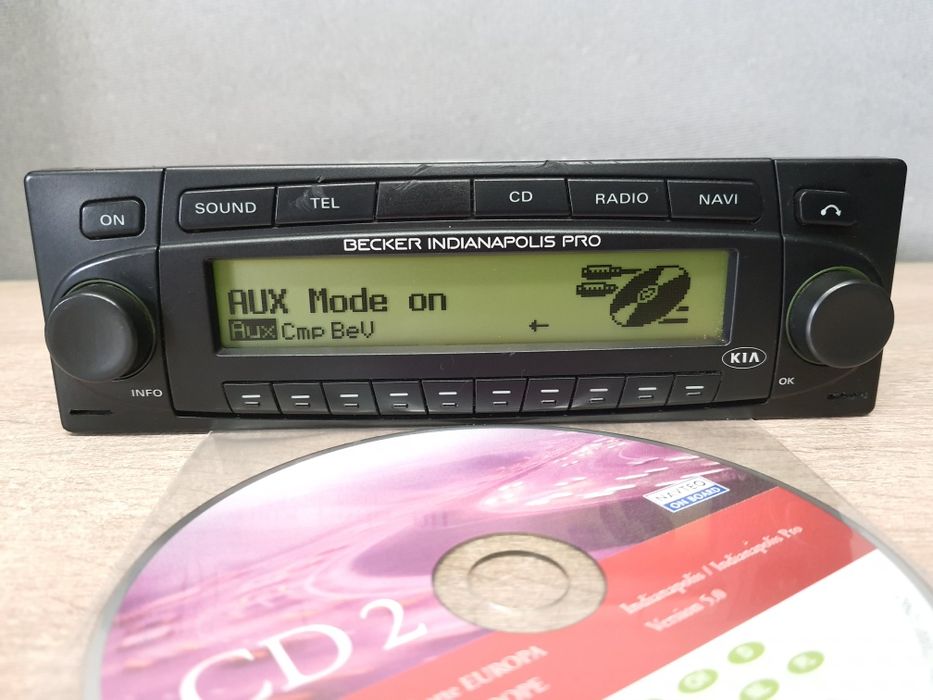 ON
SOUND
TEL
CD
RADIO
NAVI
BECKER INDIANAPOLIS PRO
AUX Mode on
Aux Cmp BeV
KIA
INFO
OK
NAVTEQ
ON BOARD
Indianapolis / Indianapolis Pro
Version 5.0
CD 2
EUROPA